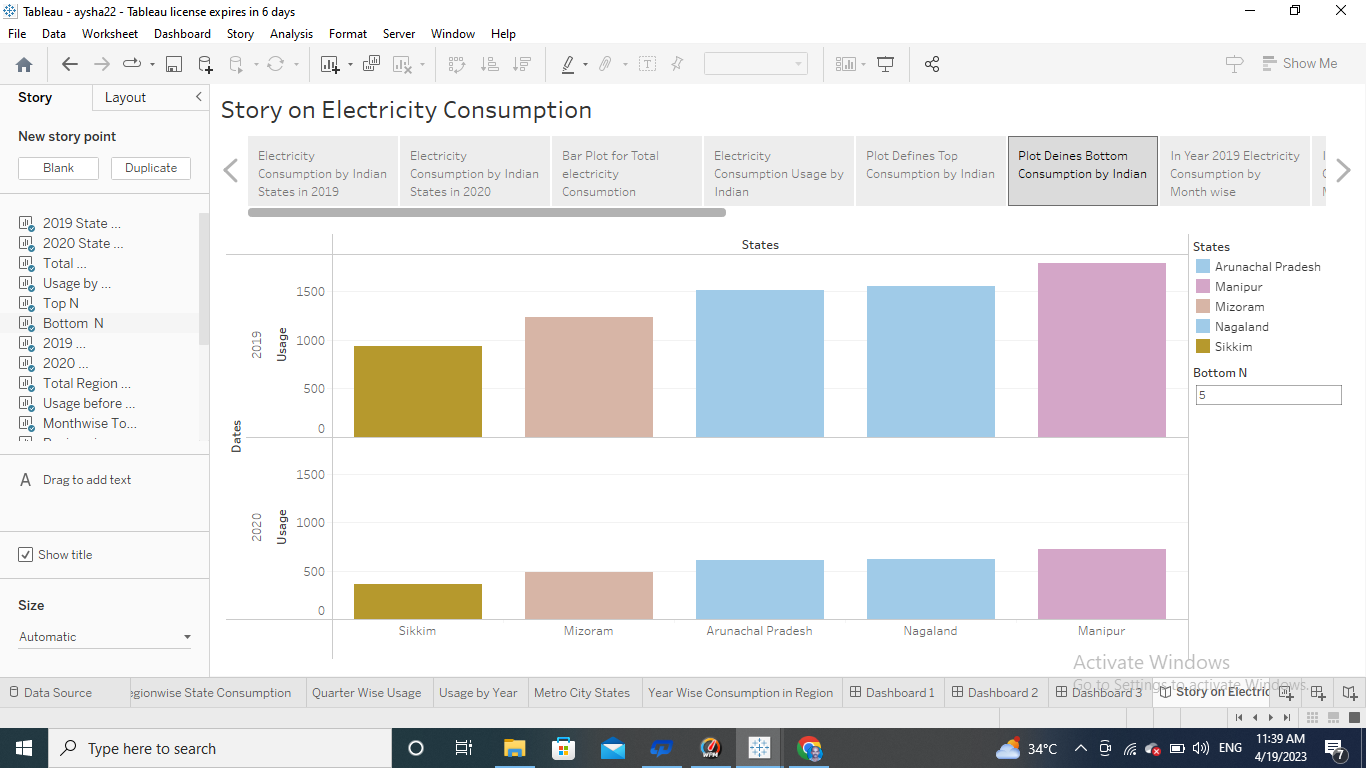 Tableau - aysha22 - Tableau license expires in 6 days
File Data Worksheet Dashboard Story Analysis Format Server Window Help
Show Me
Story Layout
New story point
Blank Duplicate
2019 State ...
2020 State ...
Total ...
Usage by ...
Top N
Bottom N
2019 ...
2020 ...
Total Region ...
Usage before ...
Monthwise To...
A Drag to add text
Show title
Size
Automatic
Story on Electricity Consumption
Electricity
Consumption by Indian
States in 2019
Electricity
Consumption by Indian
States in 2020
Bar Plot for Total
electricity
Consumption
Electricity
Consumption Usage by
Indian
Plot Defines Top
Consumption by Indian
Plot Deines Bottom
Consumption by Indian
In Year 2019 Electricity
Consumption by
Month wise
States
Dates
2019
Usage
1500
1000
500
0
2020
Usage
1500
1000
500
0
Sikkim Mizoram Arunachal Pradesh Nagaland Manipur
States
Arunachal Pradesh
Manipur
Mizoram
Nagaland
Sikkim
Bottom N
5
Activate Windows
Go to Settings to activate Windows.
Data Source egionwise State Consumption Quarter Wise Usage Usage by Year Metro City States Year Wise Consumption in Region Dashboard 1 Dashboard 2 Dashboard 3 Story on Electric
Type here to search
WPM
34°C
ENG
11:39 AM
4/19/2023
7